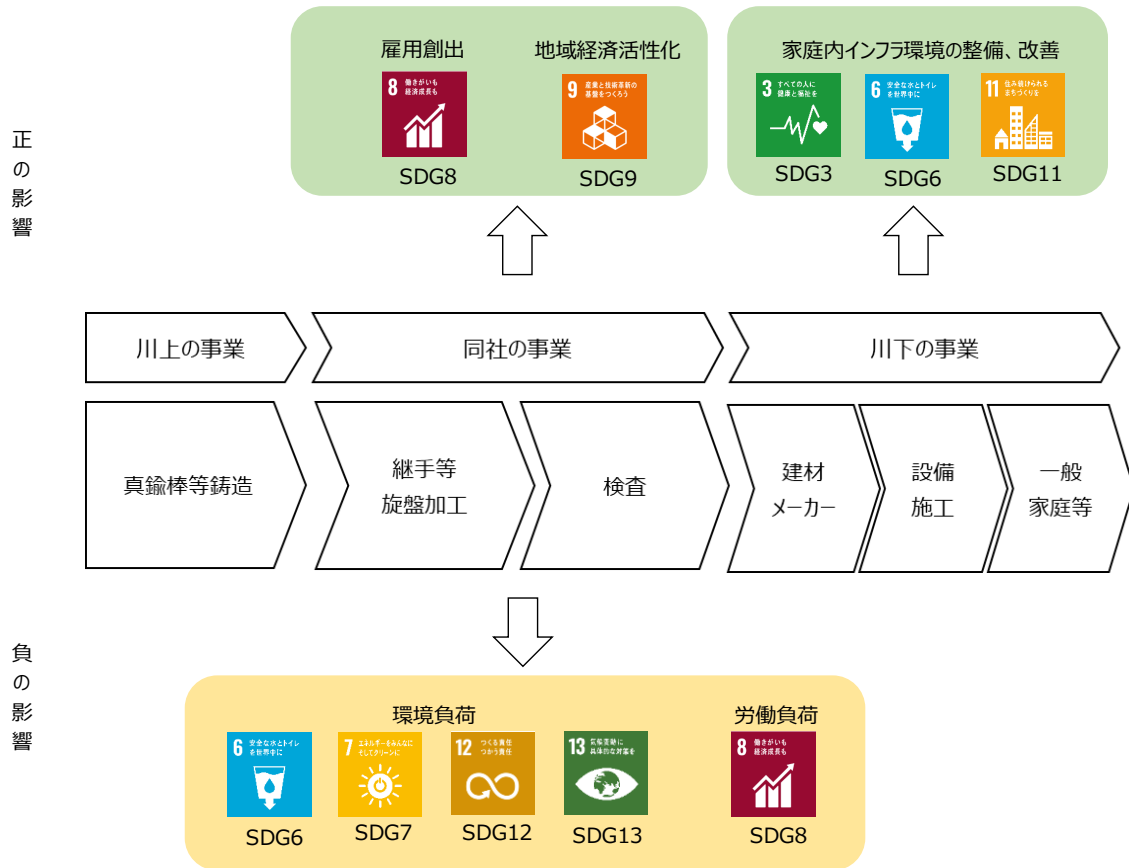 正の影響
雇用創出
地域経済活性化
8 働きがいも
経済成長も
SDG8
9 産業と技術革新の
基盤をつくろう
SDG9
家庭内インフラ環境の整備、改善
3 すべての人に
健康と福祉を
SDG3
6 安全な水とトイレ
を世界中に
SDG6
11 住み続けられる
まちづくりを
SDG11
川上の事業
同社の事業
川下の事業
真鍮棒等鋳造
継手等
旋盤加工
検査
建材
メーカー
設備
施工
一般
家庭等
負の影響
環境負荷
労働負荷
6 安全な水とトイレ
を世界中に
SDG6
7 エネルギーをみんなに
そしてクリーンに
SDG7
12 つくる責任
つかう責任
SDG12
13 気候変動に
具体的な対策を
SDG13
8 働きがいも
経済成長も
SDG8